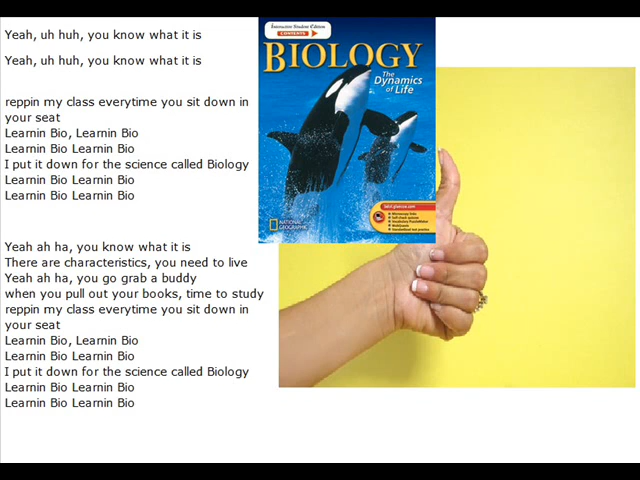 Yeah, uh huh, you know what it is
Yeah, uh huh, you know what it is
reppin my class everytime you sit down in
your seat
Learnin Bio, Learnin Bio
Learnin Bio Learnin Bio
I put it down for the science called Biology
Learnin Bio Learnin Bio
Learnin Bio Learnin Bio
Yeah ah ha, you know what it is
There are characteristics, you need to live
Yeah ah ha, you go grab a buddy
when you pull out your books, time to study
reppin my class everytime you sit down in
your seat
Learnin Bio, Learnin Bio
Learnin Bio Learnin Bio
I put it down for the science called Biology
Learnin Bio Learnin Bio
Learnin Bio Learnin Bio
Interactive Student Edition
CONTENTS
BIOLOGY
The
Dynamics
of Life
NATIONAL
GEOGRAPHIC